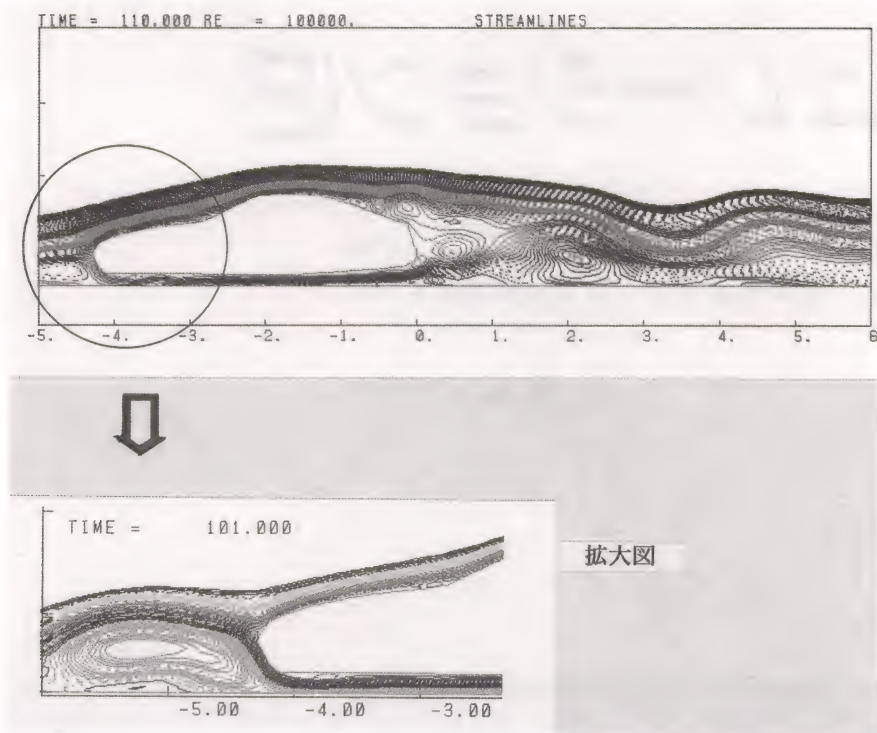 TIME = 110.000 RE = 100000. STREAMLINES
-5. -4. -3. -2. -1. 0. 1. 2. 3. 4. 5. 6
TIME = 101.000
拡大図
-5.00 -4.00 -3.00